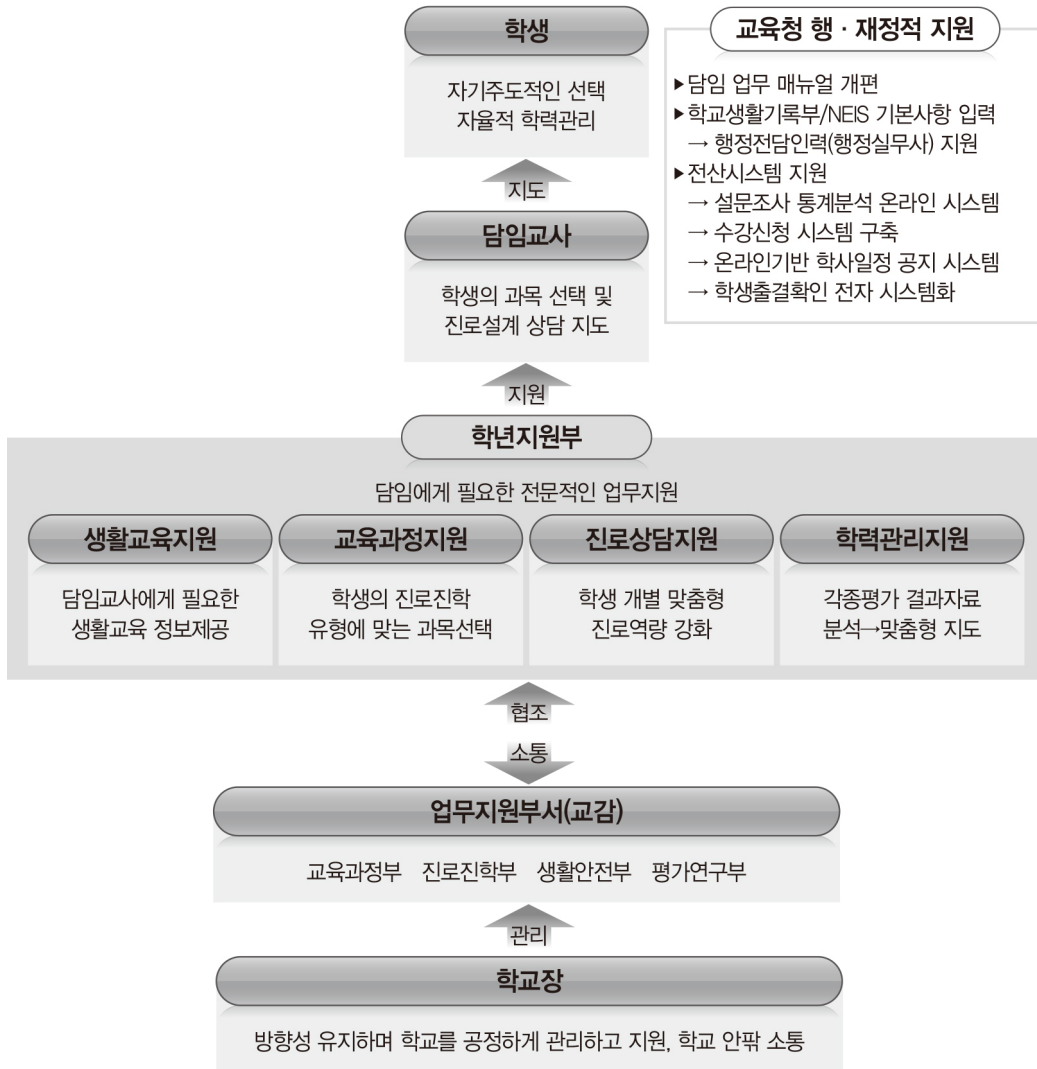 학생
자기주도적인 선택
자율적 학력관리
지도
담임교사
학생의 과목 선택 및
진로설계 상담 지도
지원
교육청 행 · 재정적 지원
▶담임 업무 매뉴얼 개편
▶학교생활기록부/NEIS 기본사항 입력
→ 행정전담인력(행정실무사) 지원
▶전산시스템 지원
→ 설문조사 통계분석 온라인 시스템
→ 수강신청 시스템 구축
→ 온라인기반 학사일정 공지 시스템
→ 학생출결확인 전자 시스템화
학년지원부
담임에게 필요한 전문적인 업무지원
생활교육지원
담임교사에게 필요한
생활교육 정보제공
교육과정지원
학생의 진로진학
유형에 맞는 과목선택
진로상담지원
학생 개별 맞춤형
진로역량 강화
학력관리지원
각종평가 결과자료
분석→맞춤형 지도
협조
소통
업무지원부서(교감)
교육과정부 진로진학부 생활안전부 평가연구부
관리
학교장
방향성 유지하며 학교를 공정하게 관리하고 지원, 학교 안팎 소통